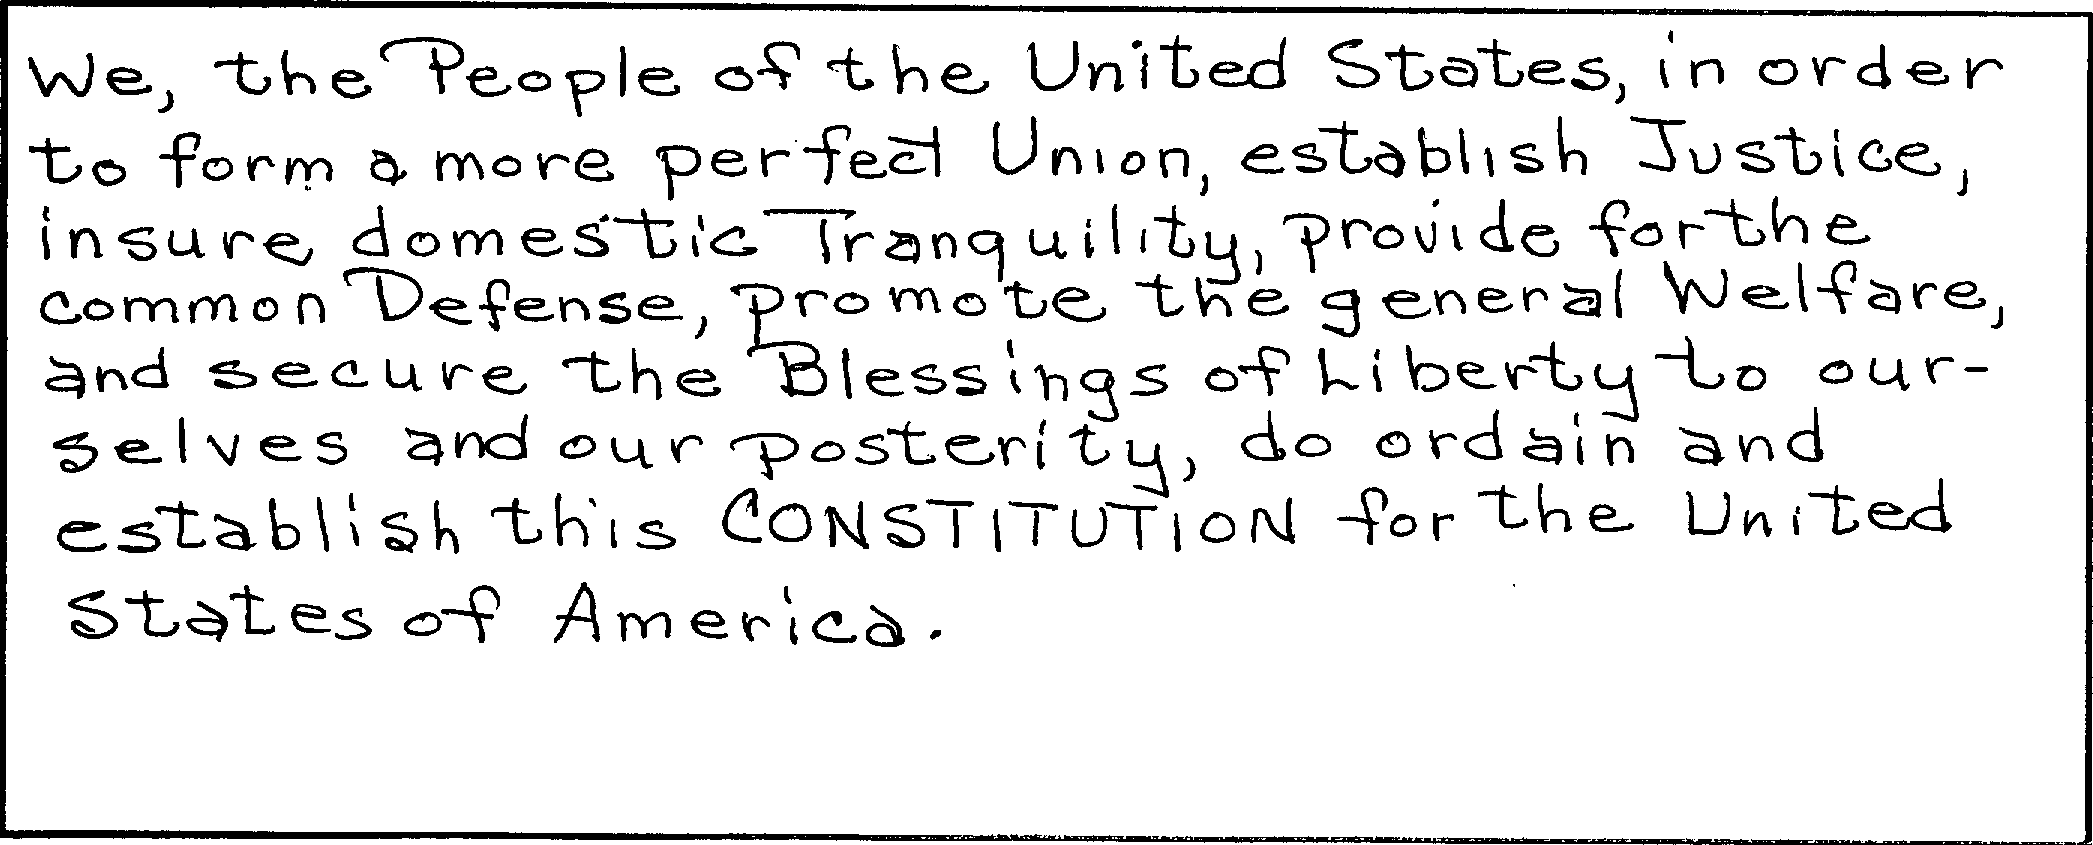 We, the People of the United States, in order
to form a more perfect Union, establish Justice,
insure domestic Tranquility, provide for the
common Defense, promote the general Welfare,
and secure the Blessings of Liberty to our-
selves and our posterity, do ordain and
establish this CONSTITUTION for the United
States of America.